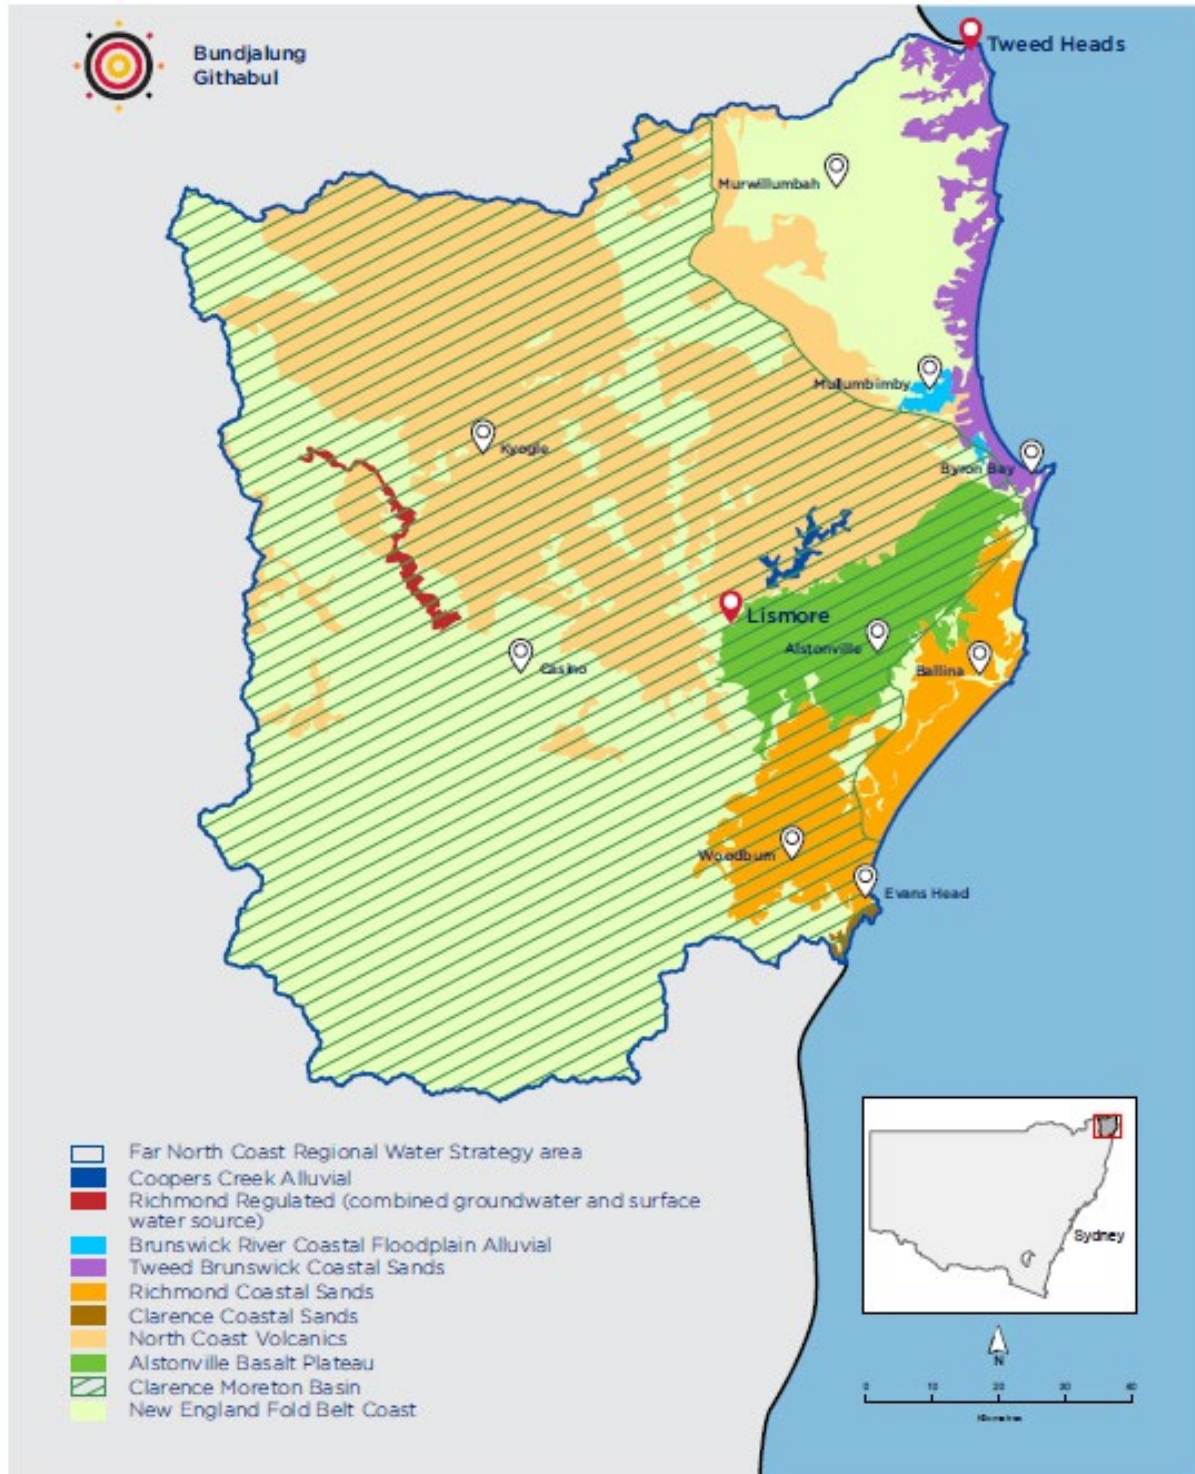 Bundjalung
Githabul
Tweed Heads
Murwillumbah
Mullumbimby
Kyogle
Byron Bay
Lismore
Alstonville
Casino
Ballina
Woodburn
Evans Head
Far North Coast Regional Water Strategy area
Coopers Creek Alluvial
Richmond Regulated (combined groundwater and surface
water source)
Brunswick River Coastal Floodplain Alluvial
Tweed Brunswick Coastal Sands
Richmond Coastal Sands
Clarence Coastal Sands
North Coast Volcanics
Alstonville Basalt Plateau
Clarence Moreton Basin
New England Fold Belt Coast
Sydney
N
0 10 20 30 40
Kilometres